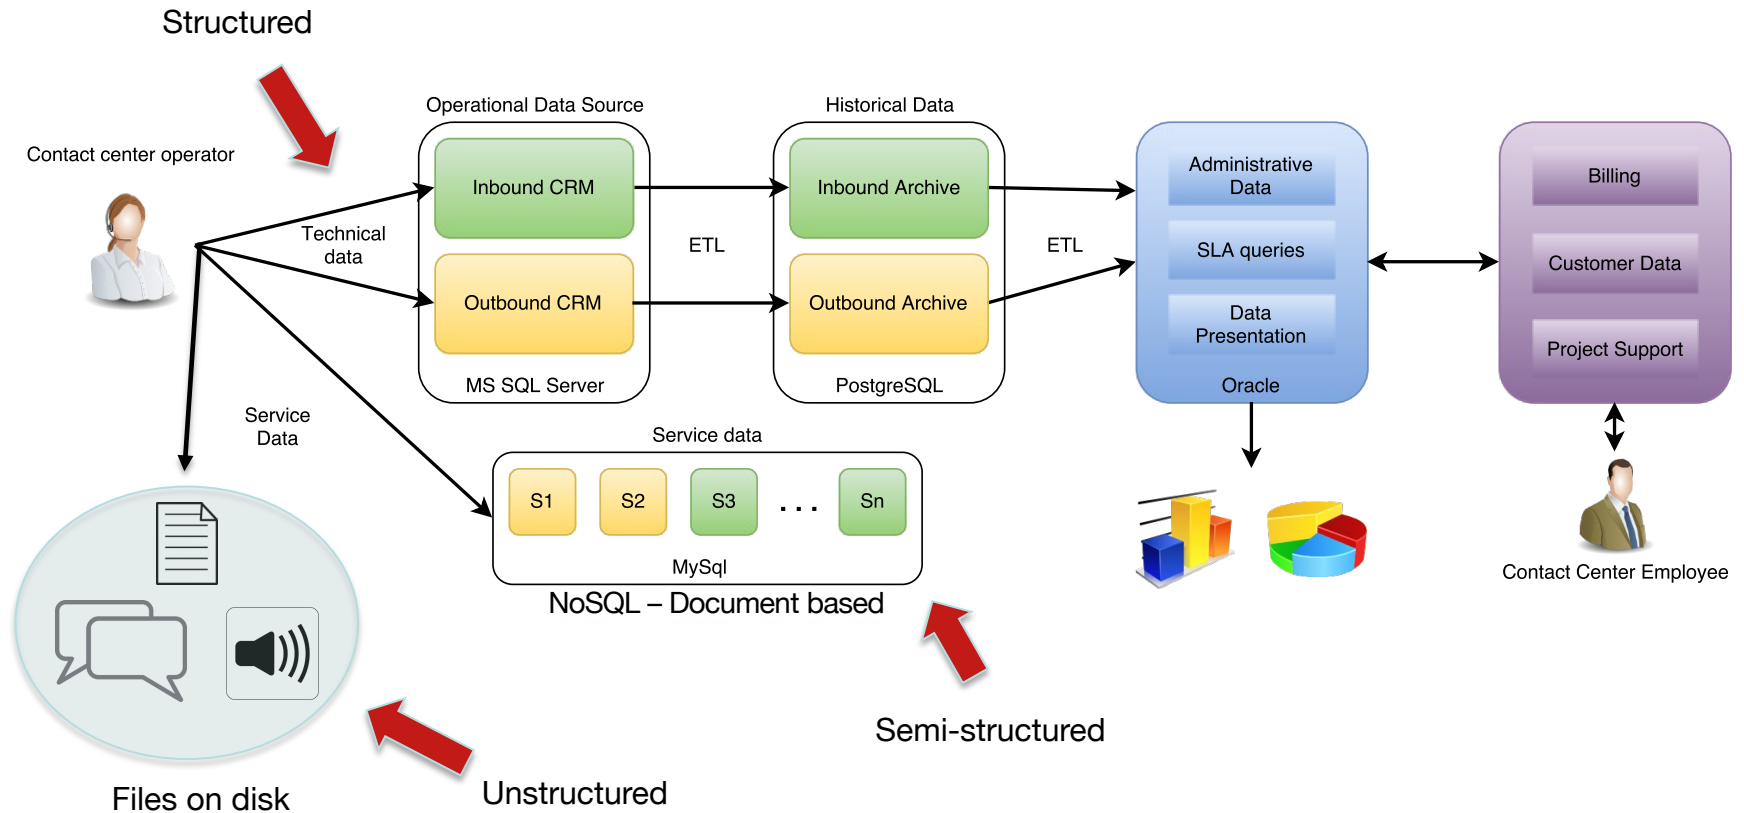 Structured
Contact center operator
Operational Data Source
Inbound CRM
Technical
data
Outbound CRM
MS SQL Server
ETL
Historical Data
Inbound Archive
Outbound Archive
PostgreSQL
ETL
Administrative
Data
SLA queries
Data
Presentation
Oracle
Billing
Customer Data
Project Support
Contact Center Employee
Service
Data
Service data
S1
S2
S3
. . .
Sn
MySql
NoSQL – Document based
Semi-structured
Unstructured
Files on disk